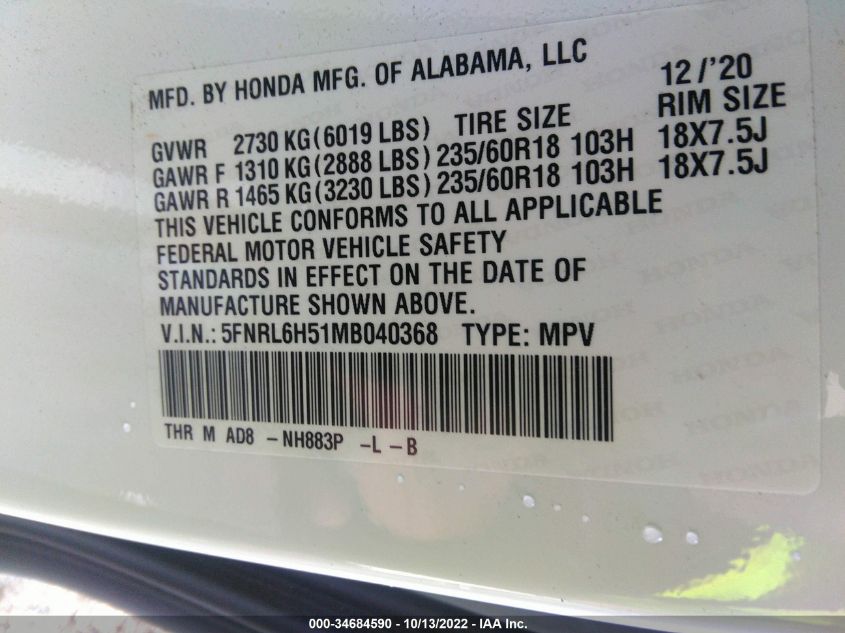 MFD. BY HONDA MFG. OF ALABAMA, LLC 12/'20
GVWR 2730 KG(6019 LBS) TIRE SIZE RIM SIZE
GAWR F 1310 KG(2888 LBS) 235/60R18 103H 18X7.5J
GAWR R 1465 KG(3230 LBS) 235/60R18 103H 18X7.5J
THIS VEHICLE CONFORMS TO ALL APPLICABLE
FEDERAL MOTOR VEHICLE SAFETY
STANDARDS IN EFFECT ON THE DATE OF
MANUFACTURE SHOWN ABOVE.
V.I.N.: 5FNRL6H51MB040368 TYPE: MPV
THR M AD8 -NH883P -L -B
000-34684590 - 10/13/2022 - IAA Inc.